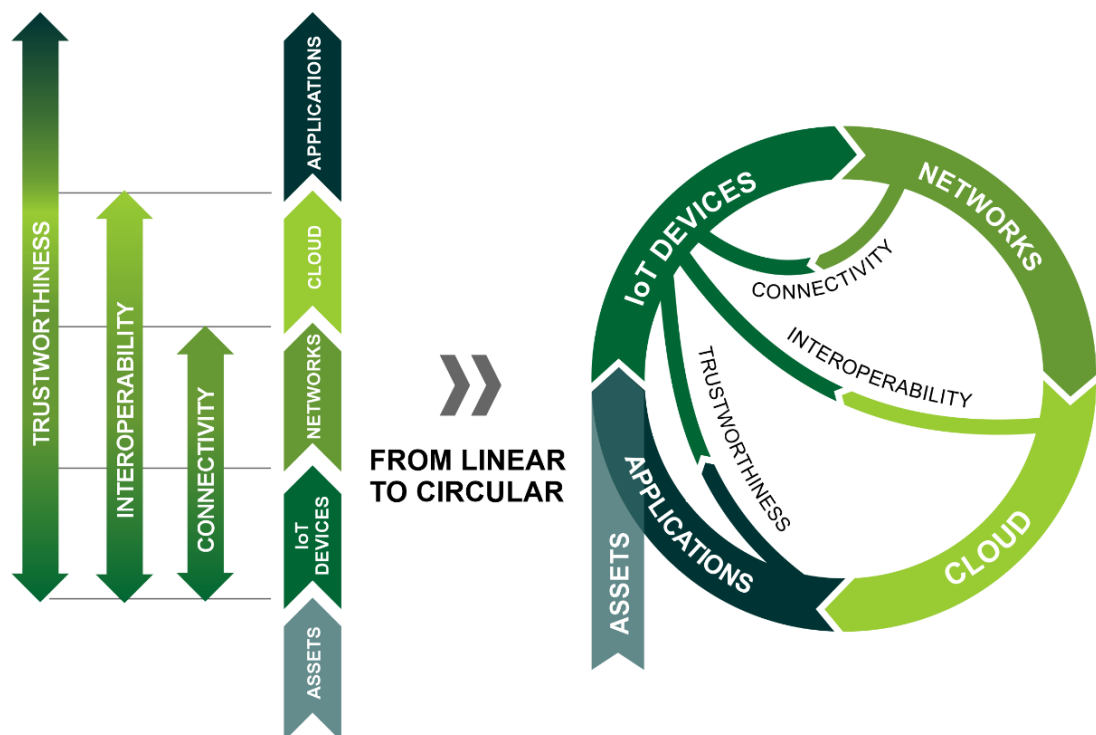 TRUSTWORTHINESS
INTEROPERABILITY
CONNECTIVITY
APPLICATIONS
CLOUD
NETWORKS
IoT
DEVICES
ASSETS
FROM LINEAR
TO CIRCULAR
IoT DEVICES
NETWORKS
CONNECTIVITY
INTEROPERABILITY
TRUSTWORTHINESS
APPLICATIONS
CLOUD
ASSETS